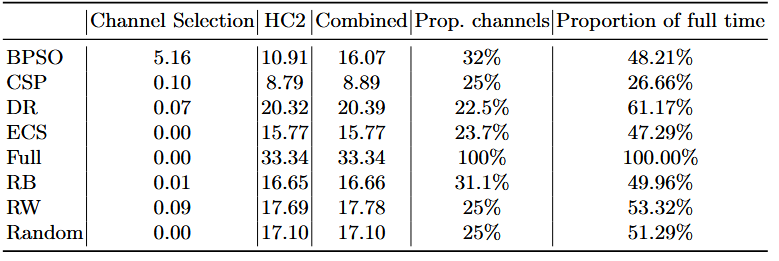 Channel Selection HC2 Combined Prop. channels Proportion of full time
BPSO 5.16 10.91 16.07 32% 48.21%
CSP 0.10 8.79 8.89 25% 26.66%
DR 0.07 20.32 20.39 22.5% 61.17%
ECS 0.00 15.77 15.77 23.7% 47.29%
Full 0.00 33.34 33.34 100% 100.00%
RB 0.01 16.65 16.66 31.1% 49.96%
RW 0.09 17.69 17.78 25% 53.32%
Random 0.00 17.10 17.10 25% 51.29%